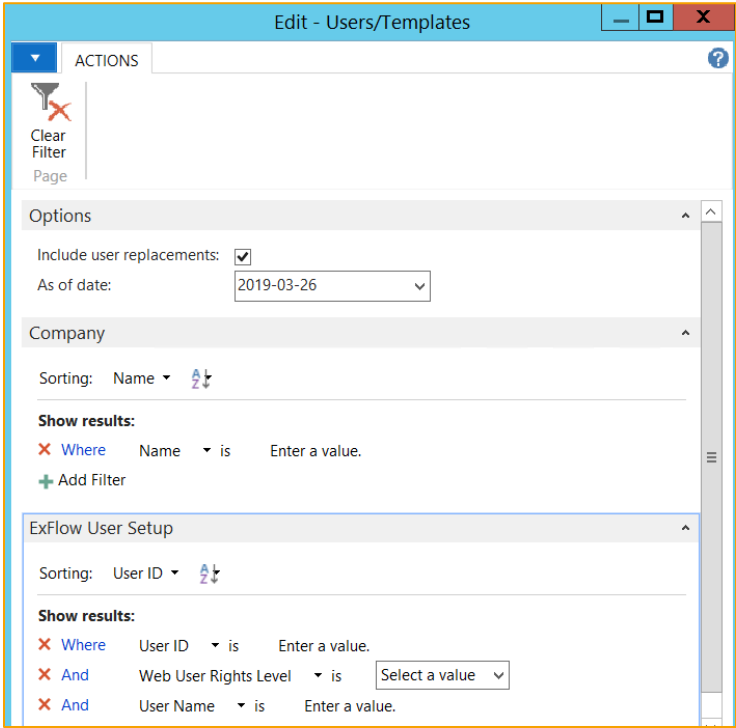 Edit - Users/Templates
ACTIONS
Clear
Filter
Page
Options
Include user replacements:
As of date: 2019-03-26
Company
Sorting: Name
Show results:
Where Name is Enter a value.
Add Filter
ExFlow User Setup
Sorting: User ID
Show results:
Where User ID is Enter a value.
And Web User Rights Level is Select a value
And User Name is Enter a value.